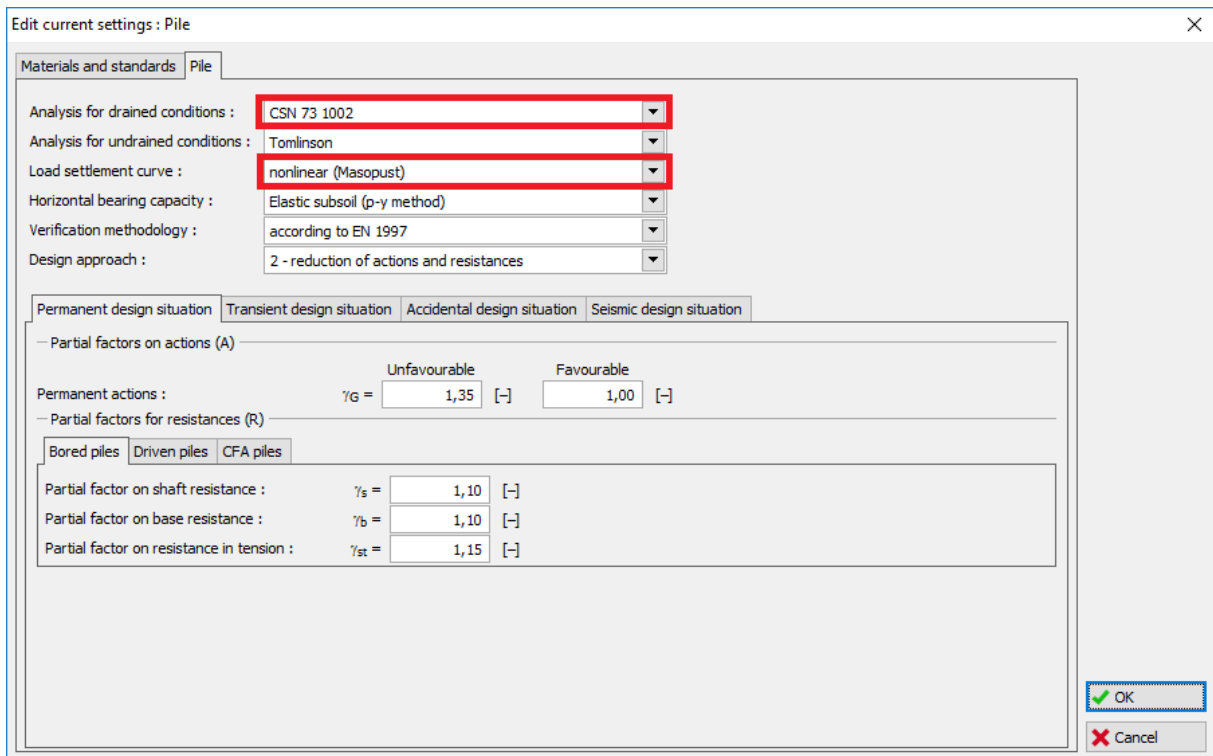 Edit current settings : Pile
Materials and standards Pile
Analysis for drained conditions : CSN 73 1002
Analysis for undrained conditions : Tomlinson
Load settlement curve : nonlinear (Masopust)
Horizontal bearing capacity : Elastic subsoil (p-y method)
Verification methodology : according to EN 1997
Design approach : 2 - reduction of actions and resistances
Permanent design situation Transient design situation Accidental design situation Seismic design situation
Partial factors on actions (A)
Unfavourable Favourable
Permanent actions : γG = 1,35 [–] 1,00 [–]
Partial factors for resistances (R)
Bored piles Driven piles CFA piles
Partial factor on shaft resistance : γs = 1,10 [–]
Partial factor on base resistance : γb = 1,10 [–]
Partial factor on resistance in tension : γst = 1,15 [–]
OK
Cancel